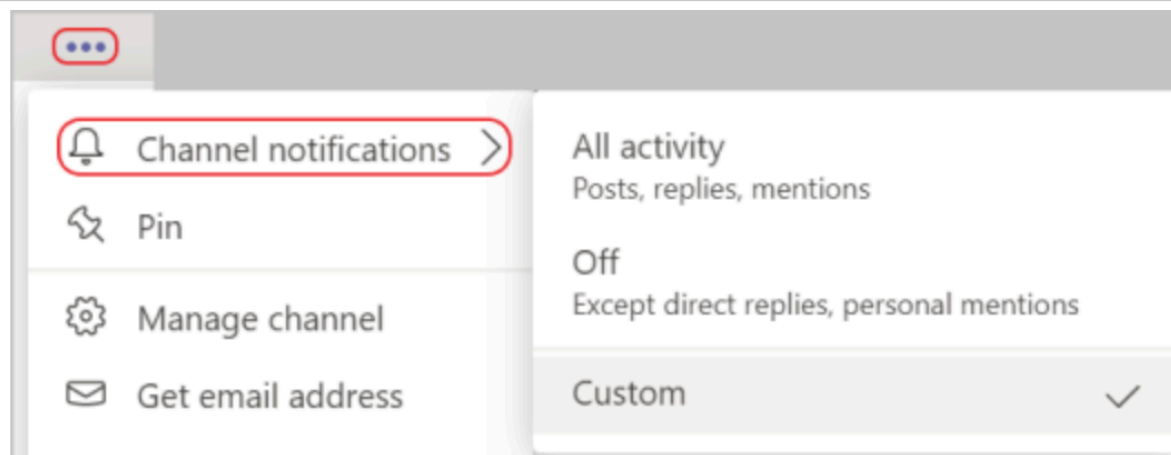 Channel notifications
Pin
Manage channel
Get email address
All activity
Posts, replies, mentions
Off
Except direct replies, personal mentions
Custom